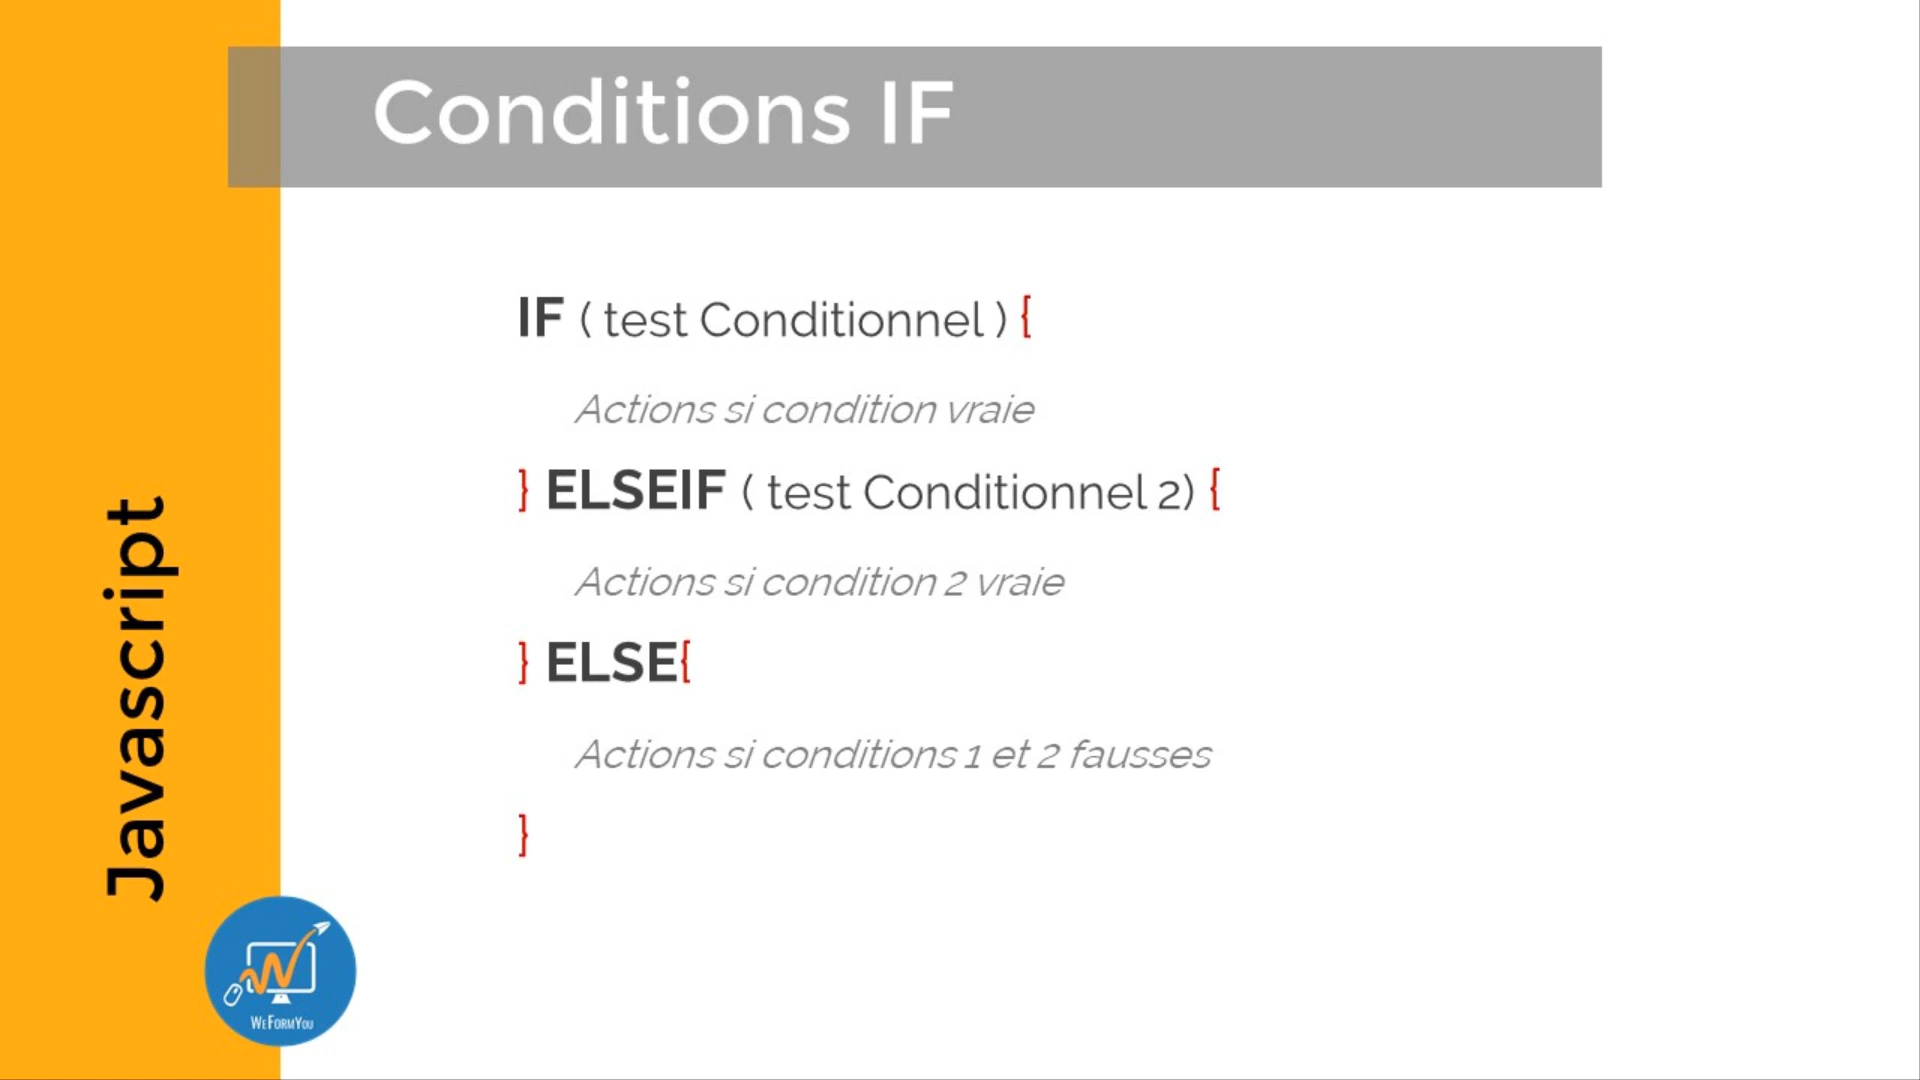 Conditions IF
IF ( test Conditionnel ) {
Actions si condition vraie
} ELSEIF ( test Conditionnel 2) {
Actions si condition 2 vraie
} ELSE{
Actions si conditions 1 et 2 fausses
}
Javascript
WEFORMYOU